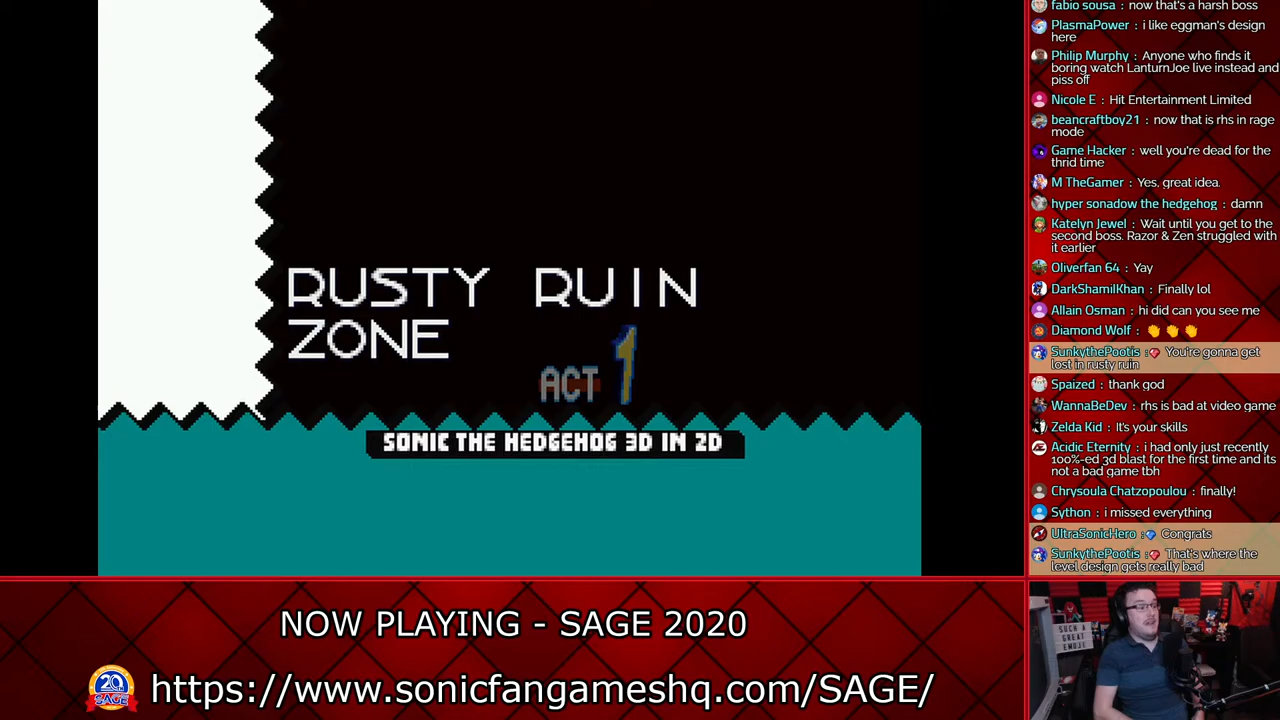 RUSTY RUIN
ZONE
ACT 1
SONIC THE HEDGEHOG 3D IN 2D
fabio sousa : now that's a harsh boss
PlasmaPower : i like eggman's design
here
Philip Murphy : Anyone who finds it
boring watch LanturnJoe live instead and
piss off
Nicole E : Hit Entertainment Limited
beancraftboy21 : now that is rhs in rage
mode
Game Hacker : well you're dead for the
thrid time
M TheGamer : Yes, great idea.
hyper sonadow the hedgehog : damn
Katelyn Jewel : Wait until you get to the
second boss. Razor & Zen struggled with
it earlier
Oliverfan 64 : Yay
DarkShamilKhan : Finally lol
Allain Osman : hi did can you see me
Diamond Wolf : 👏 👏 👏
SunkythePootis : You're gonna get
lost in rusty ruin
Spaized : thank god
WannaBeDev : rhs is bad at video game
Zelda Kid : It's your skills
Acidic Eternity : i had only just recently
100%-ed 3d blast for the first time and its
not a bad game tbh
Chrysoula Chatzopoulou : finally!
Sython : i missed everything
UltraSonicHero : Congrats
SunkythePootis : That's where the
level design gets really bad
SUCH A
GREAT
EMOJI
NOW PLAYING - SAGE 2020
20th
SAGE
https://www.sonicfangameshq.com/SAGE/